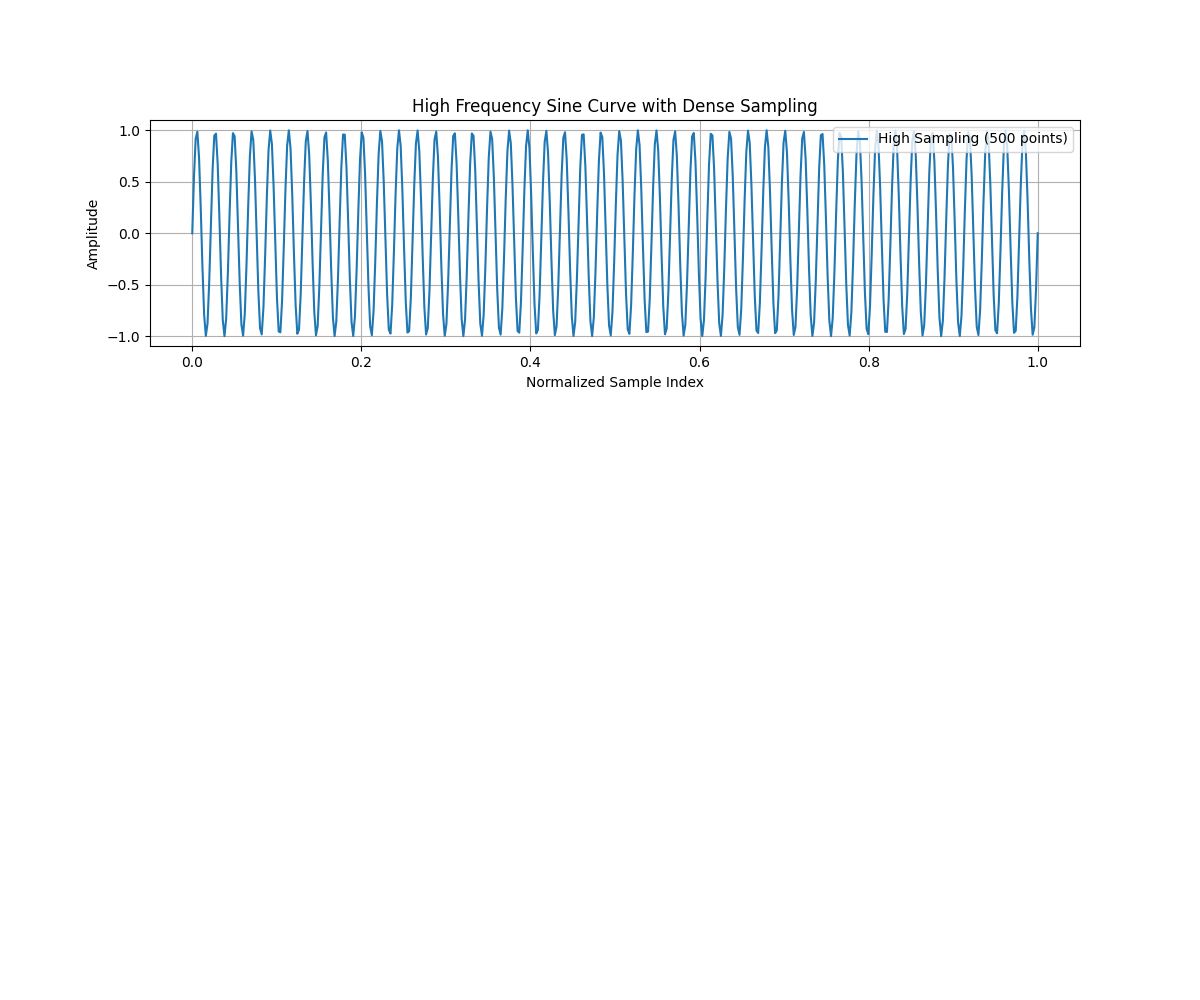 High Frequency Sine Curve with Dense Sampling
1.0
0.5
0.0
−0.5
−1.0
Amplitude
High Sampling (500 points)
0.0 0.2 0.4 0.6 0.8 1.0
Normalized Sample Index